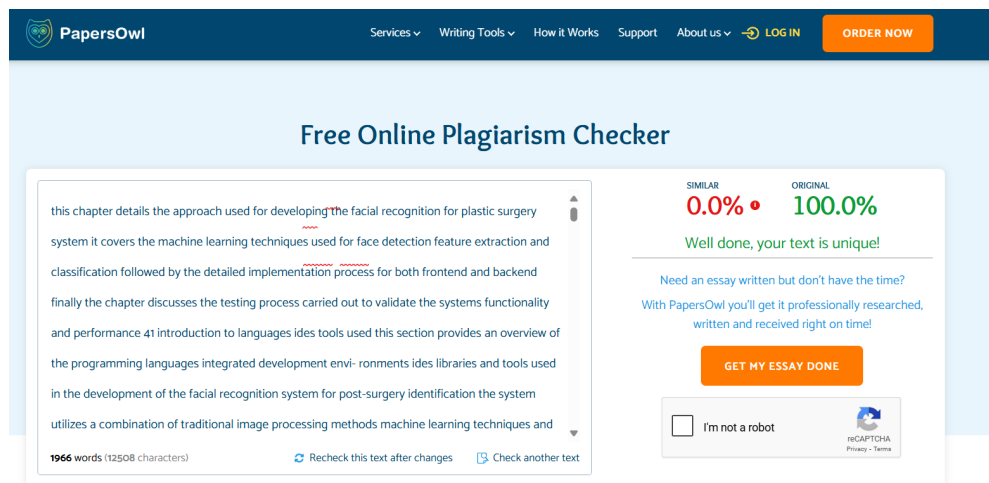 PapersOwl
Services Writing Tools How it Works Support About us LOG IN ORDER NOW
Free Online Plagiarism Checker
this chapter details the approach used for developing the facial recognition for plastic surgery
system it covers the machine learning techniques used for face detection feature extraction and
classification followed by the detailed implementation process for both frontend and backend
finally the chapter discusses the testing process carried out to validate the systems functionality
and performance 41 introduction to languages ides tools used this section provides an overview of
the programming languages integrated development envi- ronments ides libraries and tools used
in the development of the facial recognition system for post-surgery identification the system
utilizes a combination of traditional image processing methods machine learning techniques and
1966 words (12508 characters)
Recheck this text after changes
Check another text
SIMILAR ORIGINAL
0.0% 100.0%
Well done, your text is unique!
Need an essay written but don't have the time?
With PapersOwl you'll get it professionally researched,
written and received right on time!
GET MY ESSAY DONE
I'm not a robot
reCAPTCHA
Privacy - Terms